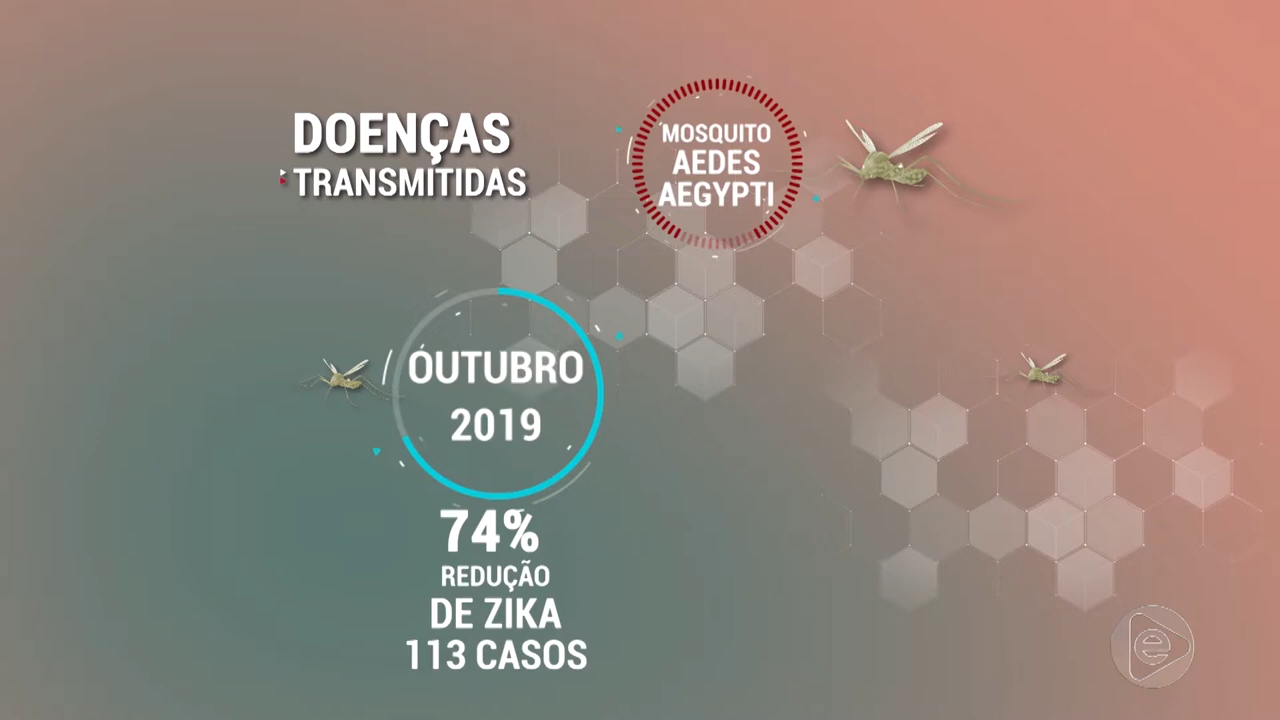 DOENÇAS
TRANSMITIDAS
MOSQUITO
AEDES
AEGYPTI
OUTUBRO
2019
74%
REDUÇÃO
DE ZIKA
113 CASOS
e